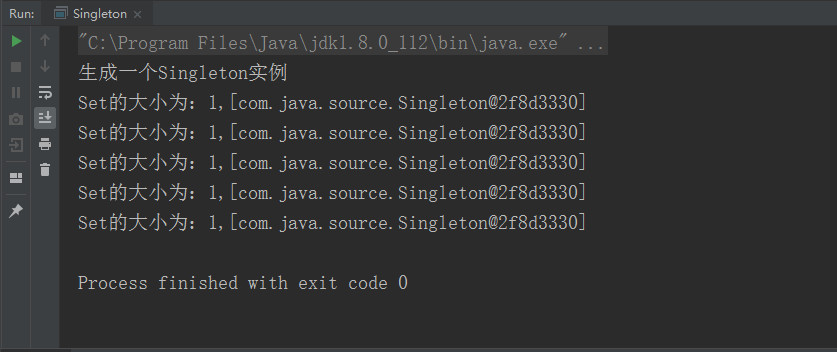 Run: Singleton
"C:\Program Files\Java\jdk1.8.0_112\bin\java.exe" ...
生成一个Singleton实例
Set的大小为：1,[com.java.source.Singleton@2f8d3330]
Set的大小为：1,[com.java.source.Singleton@2f8d3330]
Set的大小为：1,[com.java.source.Singleton@2f8d3330]
Set的大小为：1,[com.java.source.Singleton@2f8d3330]
Set的大小为：1,[com.java.source.Singleton@2f8d3330]
Process finished with exit code 0